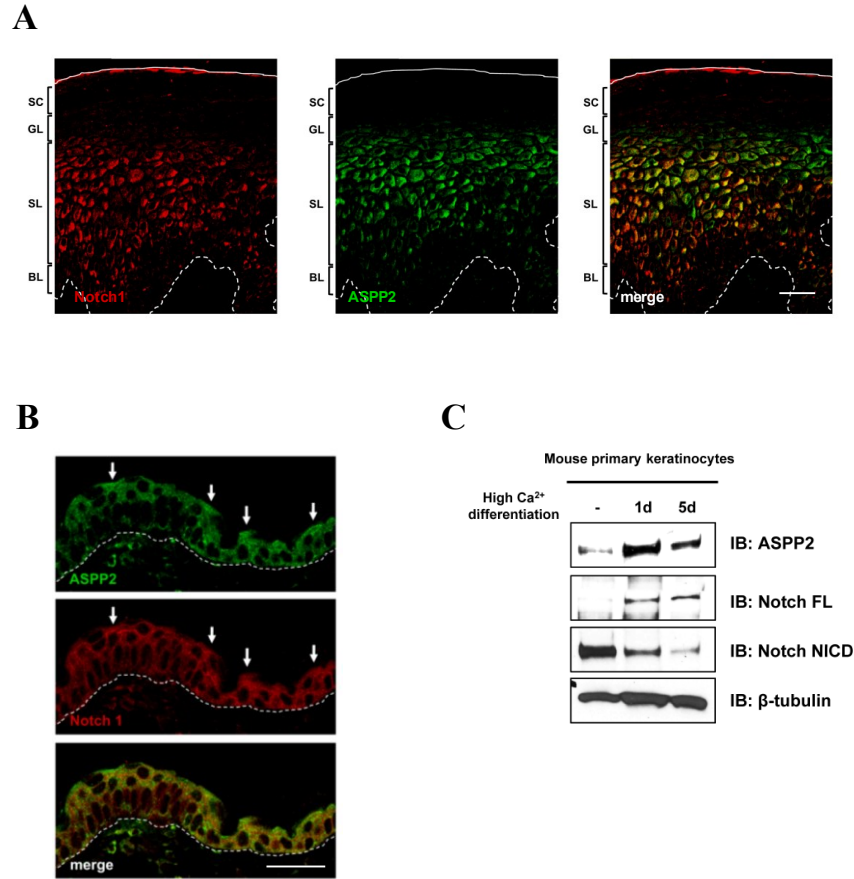 A
SC
GL
SL
BL
Notch1
SC
GL
SL
BL
ASPP2
SC
GL
SL
BL
merge
B
ASPP2
Notch 1
merge
C
Mouse primary keratinocytes
High Ca²⁺
differentiation
- 1d 5d
IB: ASPP2
IB: Notch FL
IB: Notch NICD
IB: β-tubulin